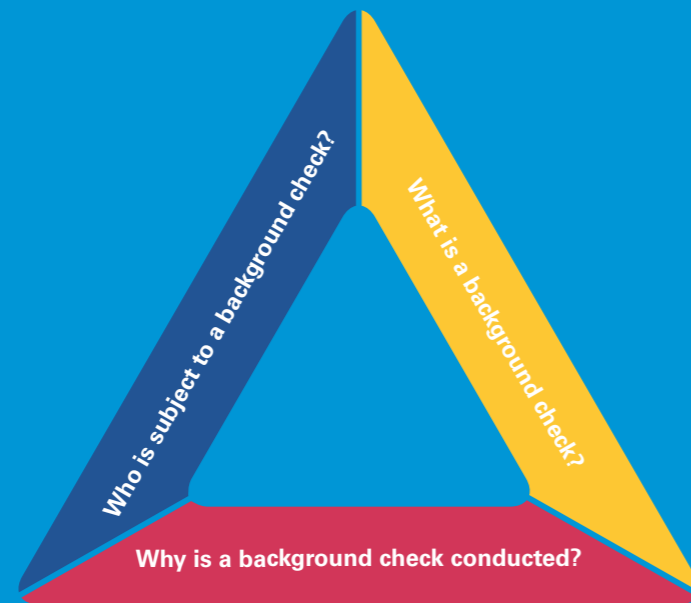 Who is subject to a background check?
What is a background check?
Why is a background check conducted?